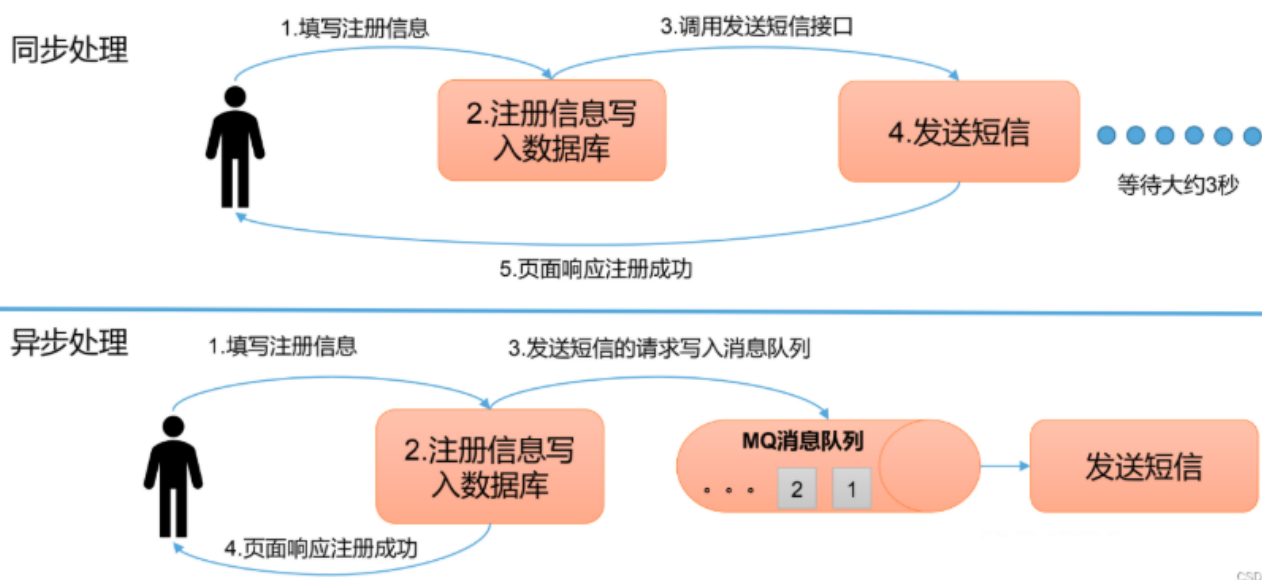 同步处理
1.填写注册信息
3.调用发送短信接口
2.注册信息写
入数据库
4.发送短信
等待大约3秒
5.页面响应注册成功
异步处理
1.填写注册信息
3.发送短信的请求写入消息队列
2.注册信息写
入数据库
MQ消息队列
。。。 2 1
发送短信
4.页面响应注册成功